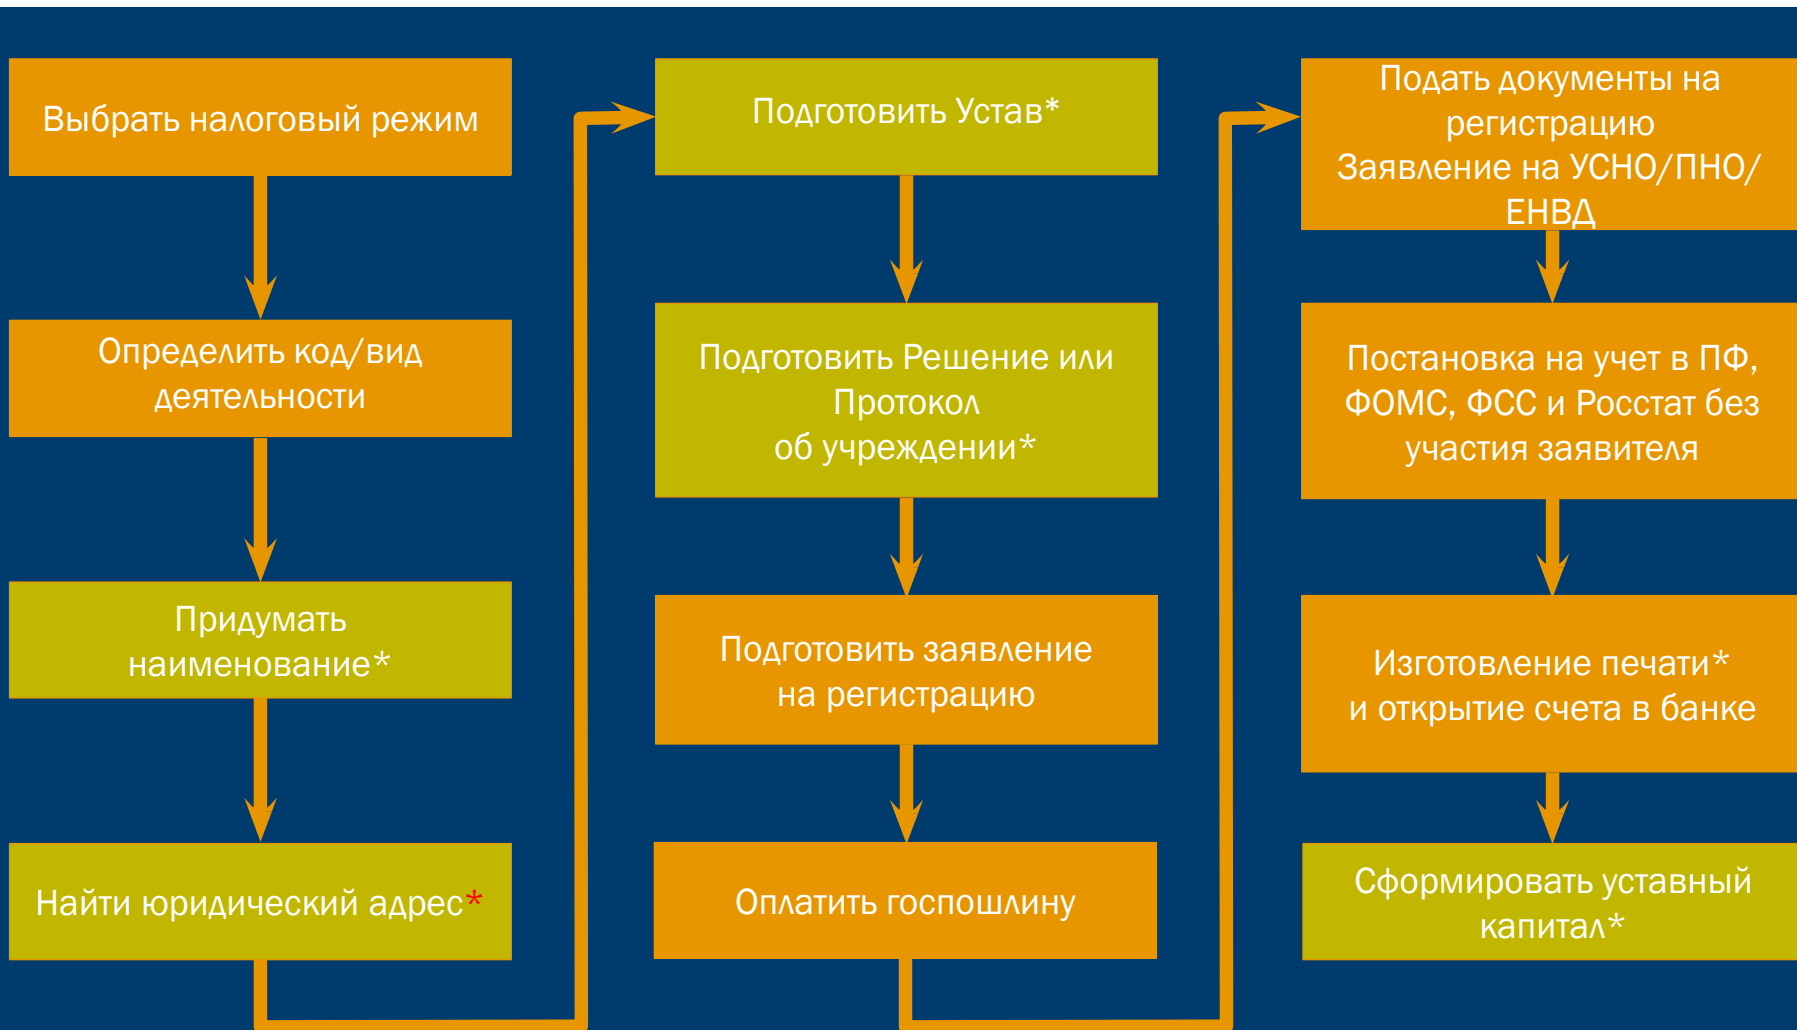 Выбрать налоговый режим
Определить код/вид
деятельности
Придумать
наименование*
Найти юридический адрес*
Подготовить Устав*
Подготовить Решение или
Протокол
об учреждении*
Подготовить заявление
на регистрацию
Оплатить госпошлину
Подать документы на
регистрацию
Заявление на УСНО/ПНО/
ЕНВД
Постановка на учет в ПФ,
ФОМС, ФСС и Росстат без
участия заявителя
Изготовление печати*
и открытие счета в банке
Сформировать уставный
капитал*